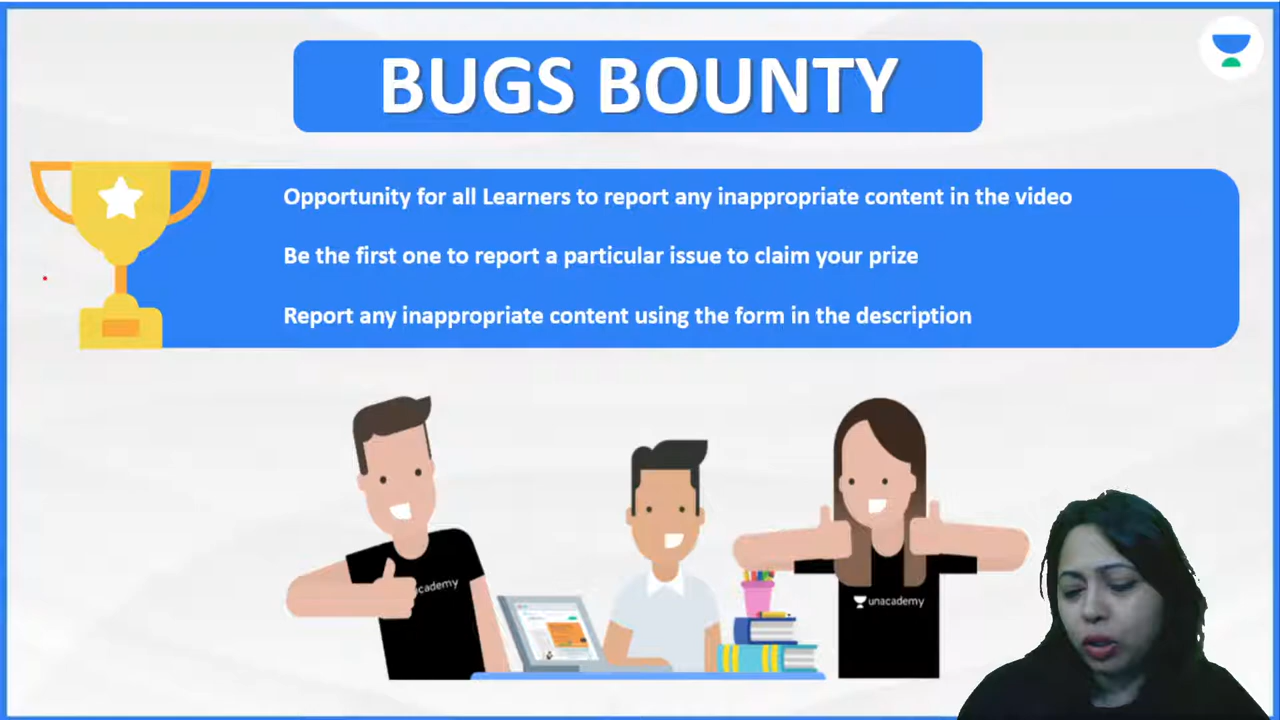 BUGS BOUNTY
Opportunity for all Learners to report any inappropriate content in the video
Be the first one to report a particular issue to claim your prize
Report any inappropriate content using the form in the description
cademy
unacademy